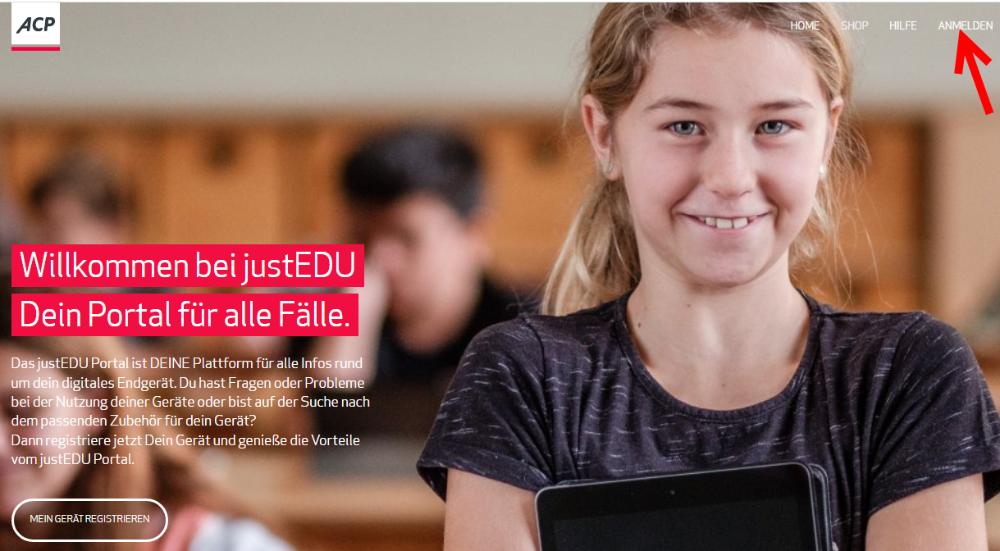 ACP
HOME SHOP HILFE ANMELDEN
Willkommen bei justEDU
Dein Portal für alle Fälle.
Das justEDU Portal ist DEINE Plattform für alle Infos rund
um dein digitales Endgerät. Du hast Fragen oder Probleme
bei der Nutzung deiner Geräte oder bist auf der Suche nach
dem passenden Zubehör für dein Gerät?
Dann registriere jetzt Dein Gerät und genieße die Vorteile
vom justEDU Portal.
MEIN GERÄT REGISTRIEREN